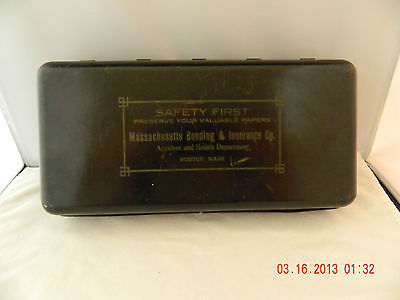 SAFETY FIRST
PRESERVE YOUR VALUABLE PAPERS
Massachusetts Bonding & Insurance Co.
Accident and Health Department,
BOSTON, MASS
03.16.2013 01:32